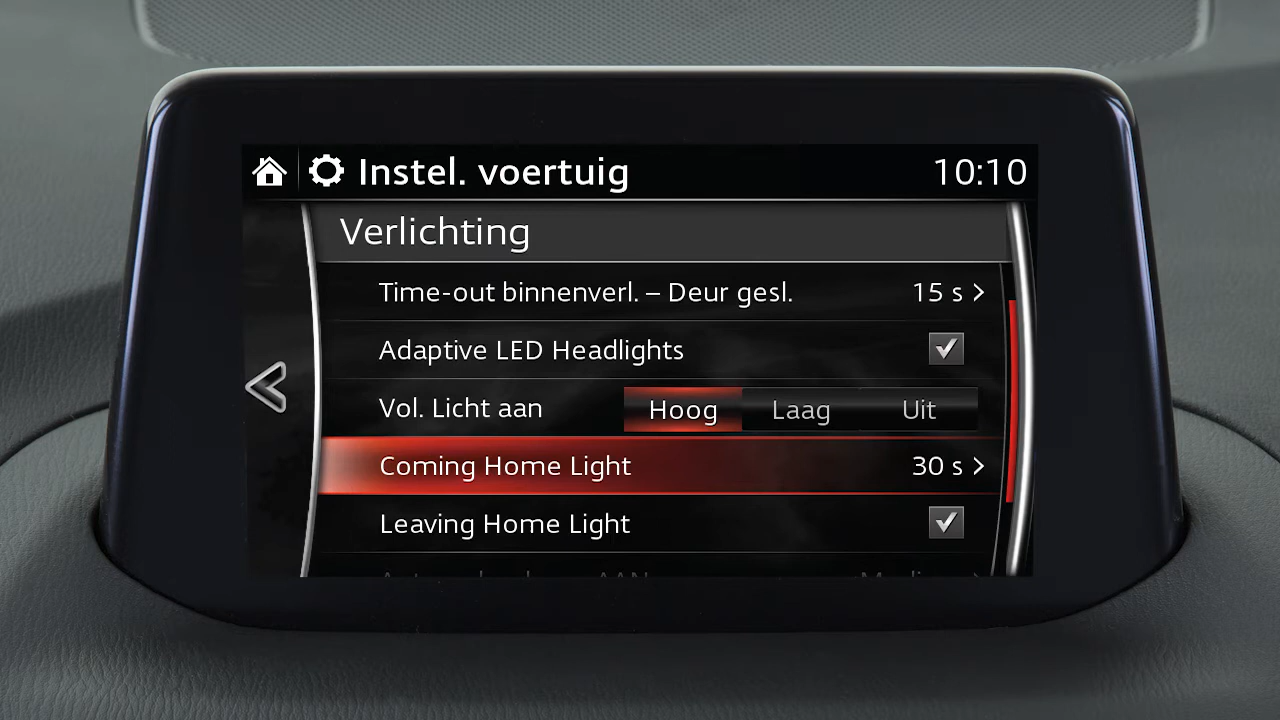 Instel. voertuig 10:10
Verlichting
Time-out binnenverl. – Deur gesl. 15 s
Adaptive LED Headlights
Vol. Licht aan Hoog Laag Uit
Coming Home Light 30 s
Leaving Home Light